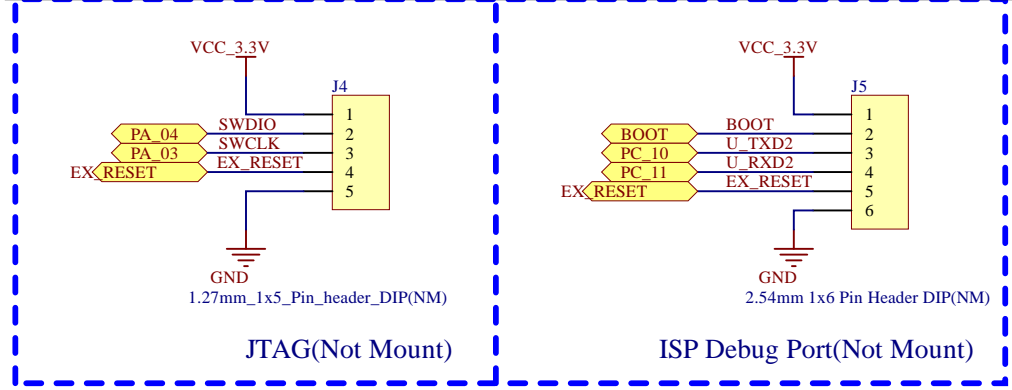 VCC_3.3V
J4
1
SWDIO
PA_04
2
SWCLK
PA_03
3
EX_RESET
EX_RESET
4
5
GND
1.27mm_1x5_Pin_header_DIP(NM)
JTAG(Not Mount)
VCC_3.3V
J5
1
BOOT
BOOT
2
U_TXD2
PC_10
3
U_RXD2
PC_11
4
EX_RESET
EX_RESET
5
6
GND
2.54mm 1x6 Pin Header DIP(NM)
ISP Debug Port(Not Mount)